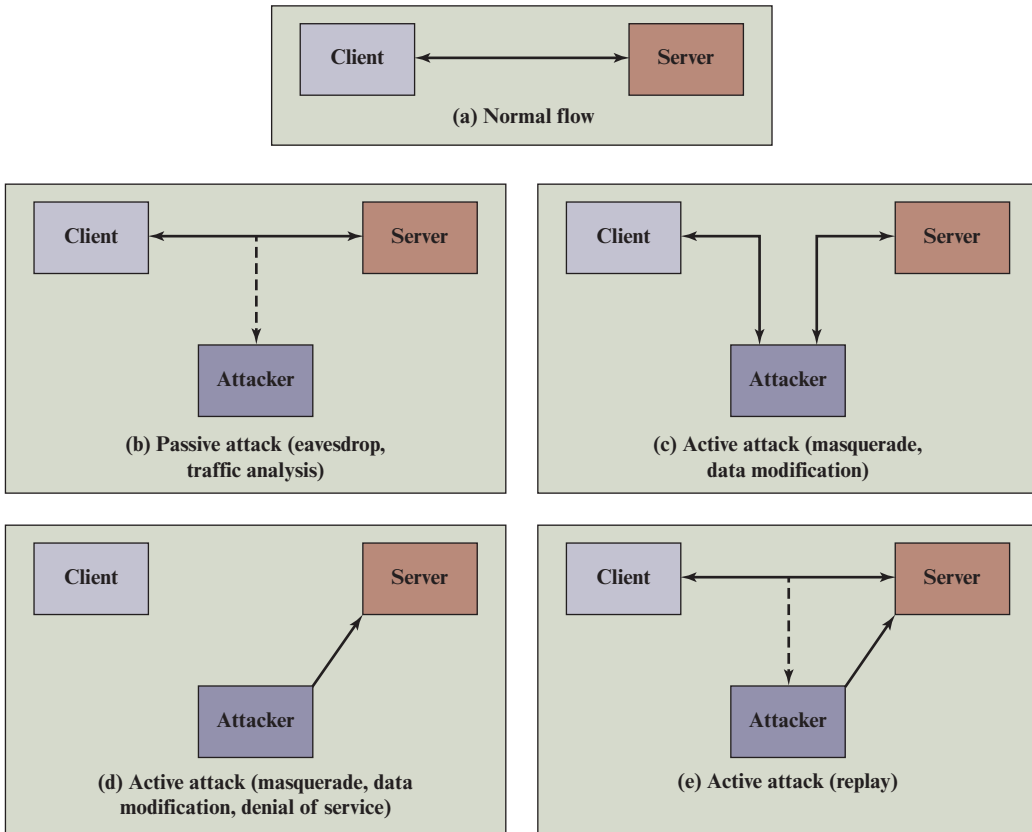 Client
Server
(a) Normal flow
Client
Server
Attacker
(b) Passive attack (eavesdrop,
traffic analysis)
Client
Server
Attacker
(c) Active attack (masquerade,
data modification)
Client
Server
Attacker
(d) Active attack (masquerade, data
modification, denial of service)
Client
Server
Attacker
(e) Active attack (replay)